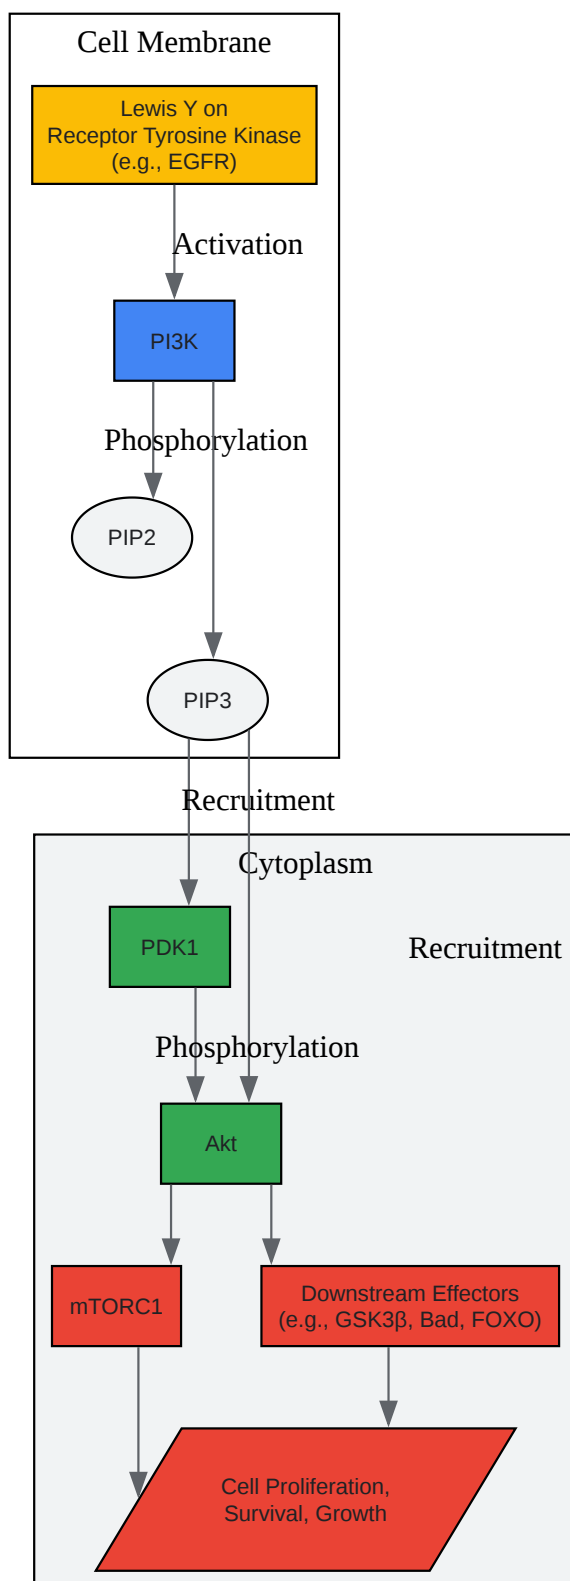 Cell Membrane
Lewis Y on
Receptor Tyrosine Kinase
(e.g., EGFR)
Activation
PI3K
Phosphorylation
PIP2
PIP3
Recruitment
Cytoplasm
PDK1
Recruitment
Phosphorylation
Akt
mTORC1
Downstream Effectors
(e.g., GSK3β, Bad, FOXO)
Cell Proliferation,
Survival, Growth